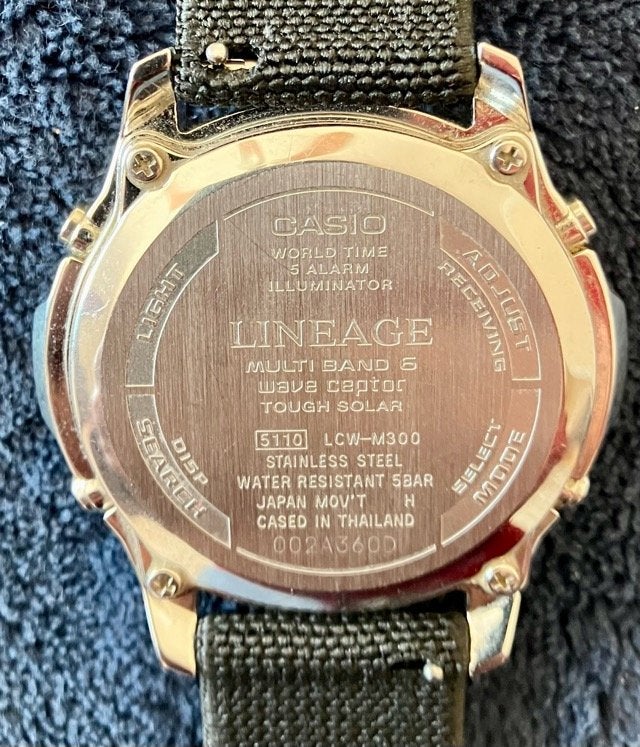 CASIO
WORLD TIME
5 ALARM
ILLUMINATOR
LINEAGE
MULTI BAND 6
wave ceptor
TOUGH SOLAR
5110 LCW-M300
STAINLESS STEEL
WATER RESISTANT 5BAR
JAPAN MOV'T H
CASED IN THAILAND
002A360D
LIGHT
ADJUST
RECEIVING
DISP
SEARCH
SELECT
MODE